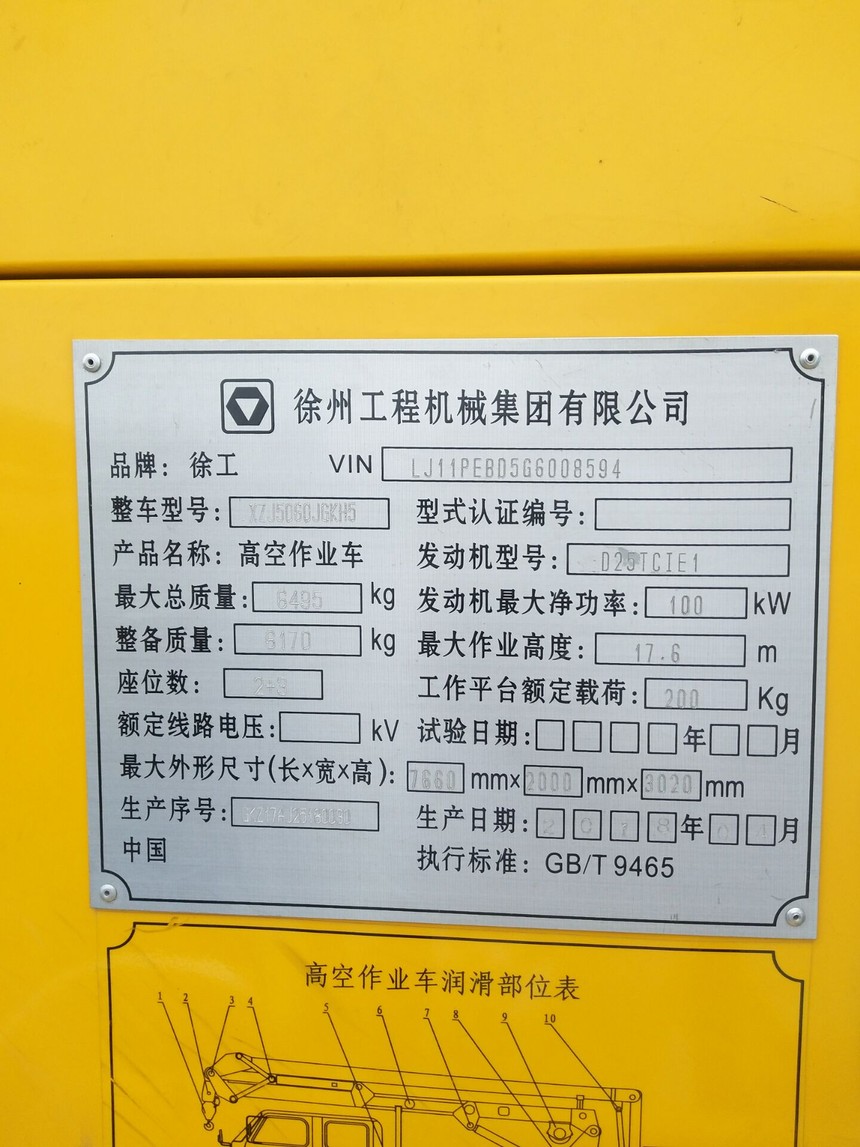 徐州工程机械集团有限公司
品牌: 徐工 VIN LJ11PEBD5G6008594
整车型号: XZJ5060JGKH5 型式认证编号:
产品名称: 高空作业车 发动机型号: D25TCIE1
最大总质量: 6495 kg 发动机最大净功率: 100 kW
整备质量: 6170 kg 最大作业高度: 17.6 m
座位数: 2+3 工作平台额定载荷: 200 Kg
额定线路电压: kV 试验日期: 年 月
最大外形尺寸(长×宽×高): 7660 mm× 2000 mm× 3020 mm
生产序号: 生产日期: 2018年04月
中国 执行标准: GB/T 9465
高空作业车润滑部位表
1 2 3 4 5 6 7 8 9 10